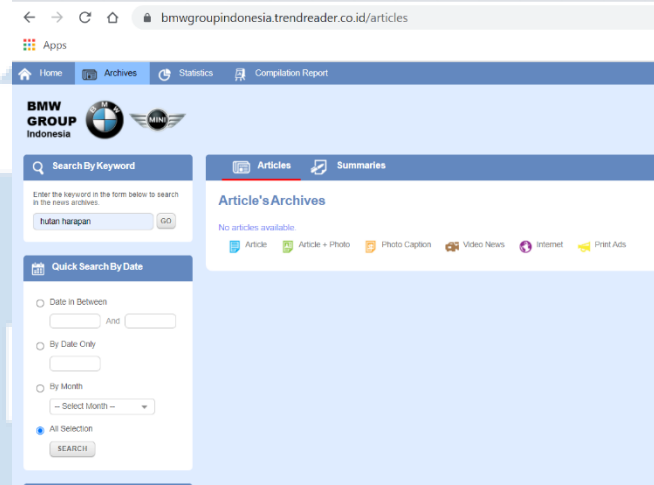 bmwgroupindonesia.trendreader.co.id/articles
Apps
Home Archives Statistics Compilation Report
BMW
GROUP
Indonesia
BMW
MINI
Search By Keyword
Enter the keyword in the form below to search
in the news archives.
hutan harapan GO
Quick Search By Date
Date in Between
And
By Date Only
By Month
-- Select Month --
All Selection
SEARCH
Articles Summaries
Article's Archives
No articles available.
Article Article + Photo Photo Caption Video News Internet Print Ads